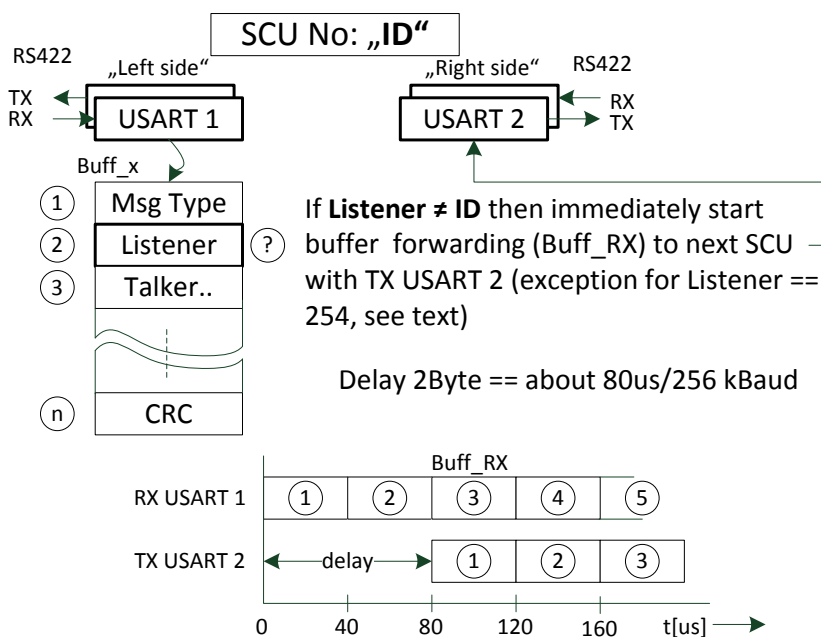 SCU No: „ID“
RS422
„Left side“
„Right side“
RS422
TX
RX
USART 1
USART 2
RX
TX
Buff_x
1 Msg Type
2 Listener ?
3 Talker..
n CRC
If Listener ≠ ID then immediately start
buffer forwarding (Buff_RX) to next SCU
with TX USART 2 (exception for Listener ==
254, see text)
Delay 2Byte == about 80us/256 kBaud
Buff_RX
RX USART 1 1 2 3 4 5
TX USART 2 delay 1 2 3
0 40 80 120 160 t[us]